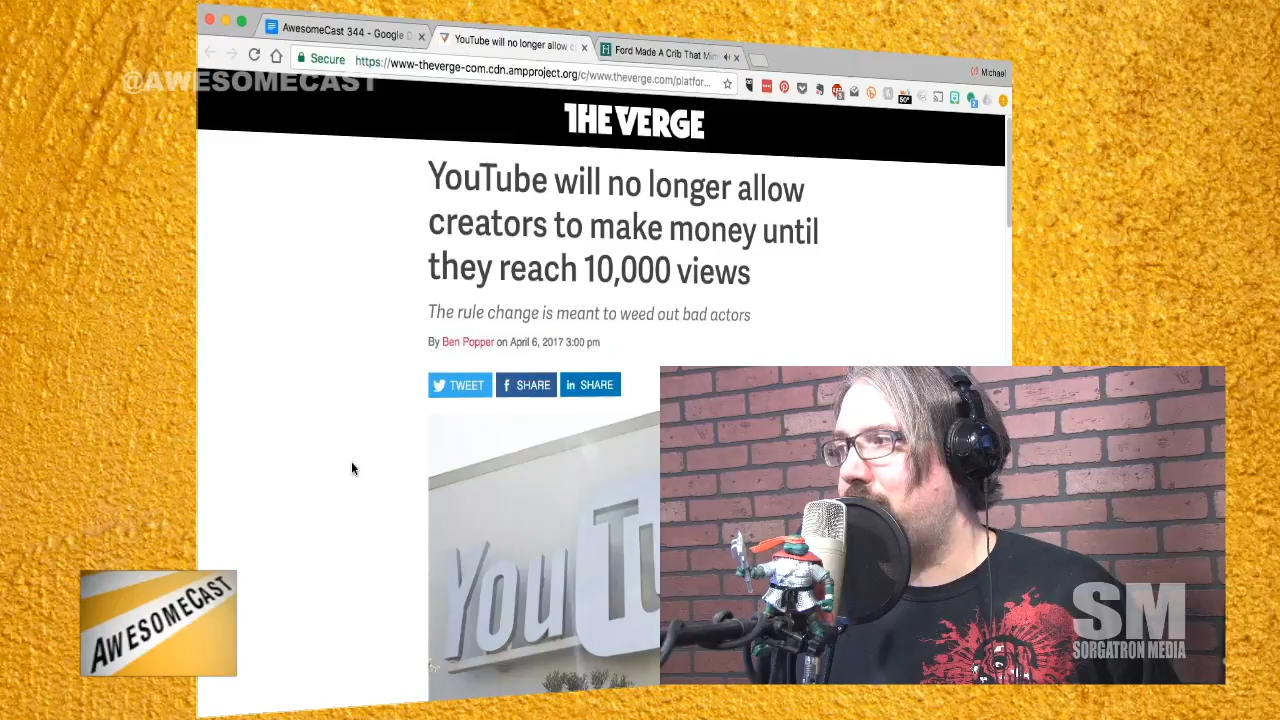 AwesomeCast 344 - Google D
YouTube will no longer allow c
Ford Made A Crib That Mim
Michael
Secure
https://www-theverge-com.cdn.ampproject.org/c/www.theverge.com/platfor...
@AWESOMECAST
50°
THE VERGE
YouTube will no longer allow
creators to make money until
they reach 10,000 views
The rule change is meant to weed out bad actors
By Ben Popper on April 6, 2017 3:00 pm
TWEET
SHARE
SHARE
YouTu
AWESOMECAST
SM
SORGATRON MEDIA